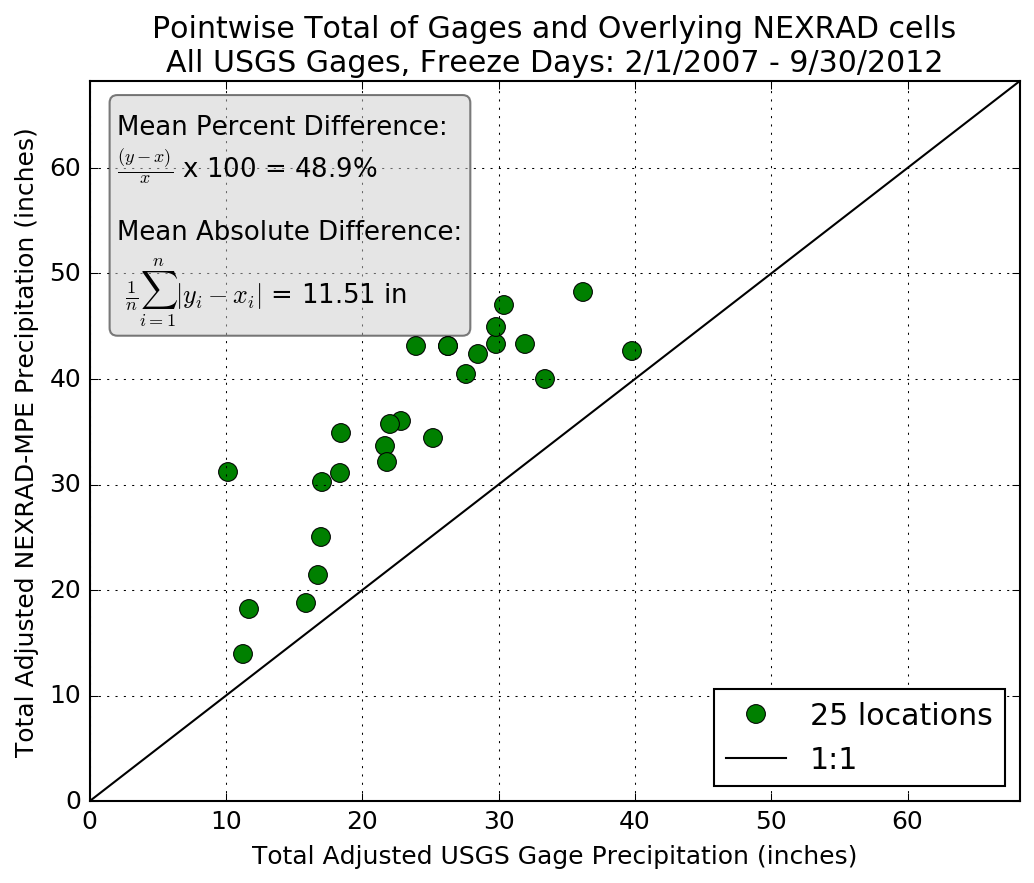 Pointwise Total of Gages and Overlying NEXRAD cells
All USGS Gages, Freeze Days: 2/1/2007 - 9/30/2012
Mean Percent Difference:
(y−x)/x x 100 = 48.9%
Mean Absolute Difference:
1/n ∑_{i=1}^{n} |y_i − x_i| = 11.51 in
Total Adjusted NEXRAD-MPE Precipitation (inches)
60
50
40
30
20
10
0
0 10 20 30 40 50 60
Total Adjusted USGS Gage Precipitation (inches)
25 locations
1:1